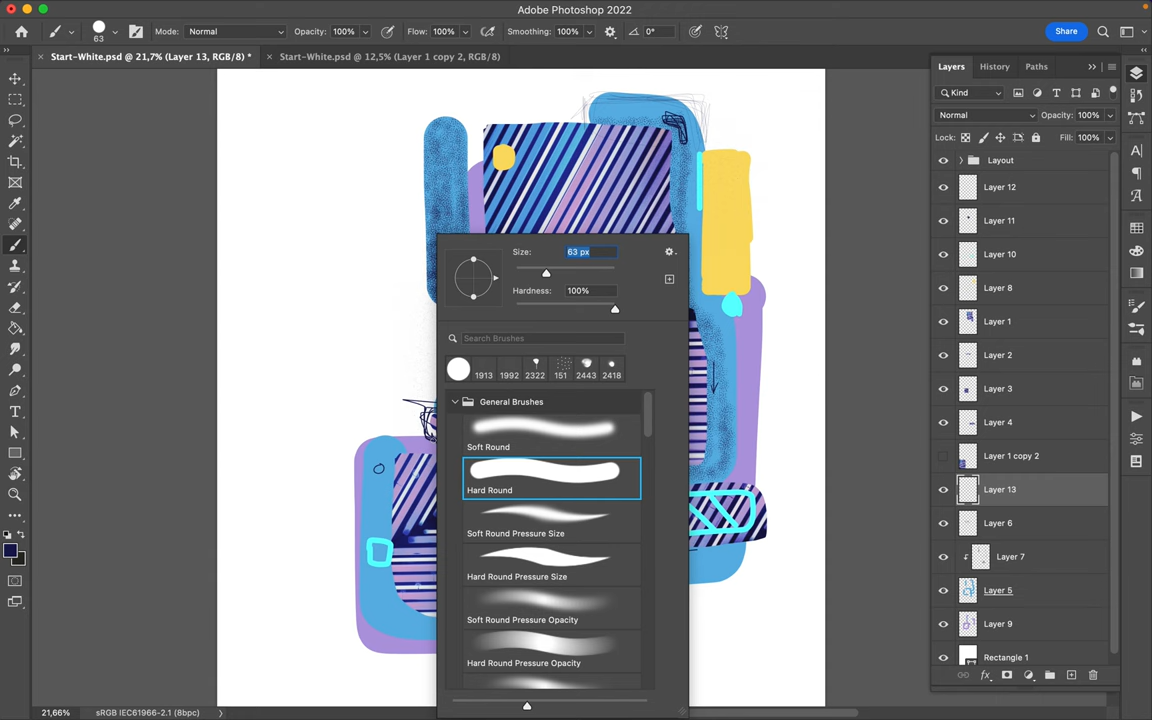 Adobe Photoshop 2022
63
Mode: Normal
Opacity: 100%
Flow: 100%
Smoothing: 100%
0°
Share
Start-White.psd @ 21,7% (Layer 13, RGB/8) *
Start-White.psd @ 12,5% (Layer 1 copy 2, RGB/8)
Layers
History
Paths
Kind
Normal
Opacity: 100%
Lock:
Fill: 100%
Layout
Layer 12
Layer 11
Layer 10
Layer 8
Layer 1
Layer 2
Layer 3
Layer 4
Layer 1 copy 2
Layer 13
Layer 6
Layer 7
Layer 5
Layer 9
Rectangle 1
Size:
63 px
Hardness:
100%
Search Brushes
1913
1992
2322
151
2443
2418
General Brushes
Soft Round
Hard Round
Soft Round Pressure Size
Hard Round Pressure Size
Soft Round Pressure Opacity
Hard Round Pressure Opacity
21,66%
sRGB IEC61966-2.1 (8bpc)